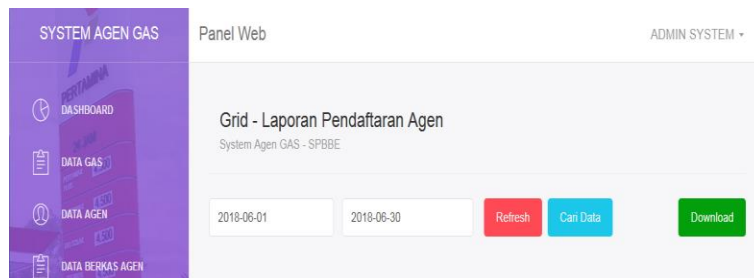 SYSTEM AGEN GAS
Panel Web
ADMIN SYSTEM
PERTAMINA
DASHBOARD
DATA GAS
DATA AGEN
DATA BERKAS AGEN
Grid - Laporan Pendaftaran Agen
System Agen GAS - SPBBE
2018-06-01
2018-06-30
Refresh
Cari Data
Download